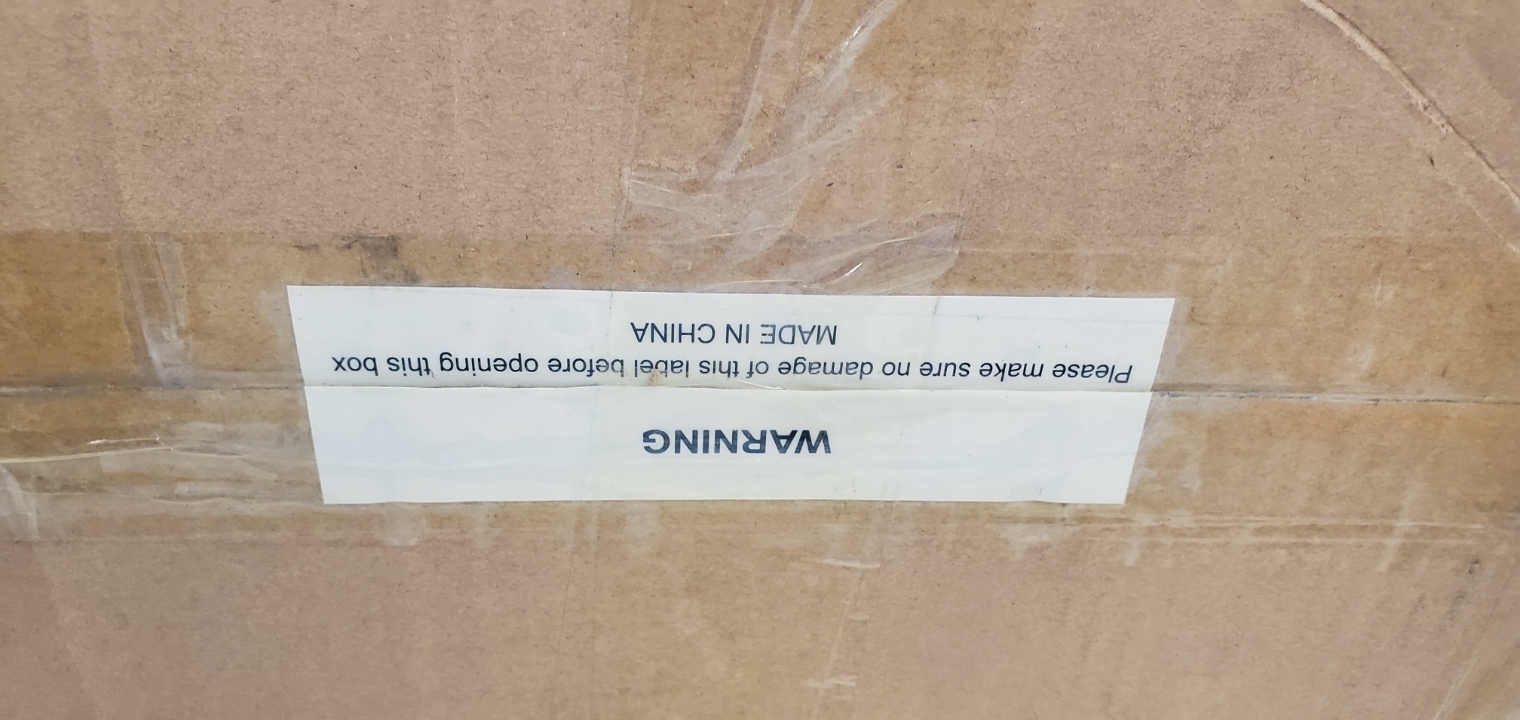 WARNING
Please make sure no damage of this label before opening this box
MADE IN CHINA